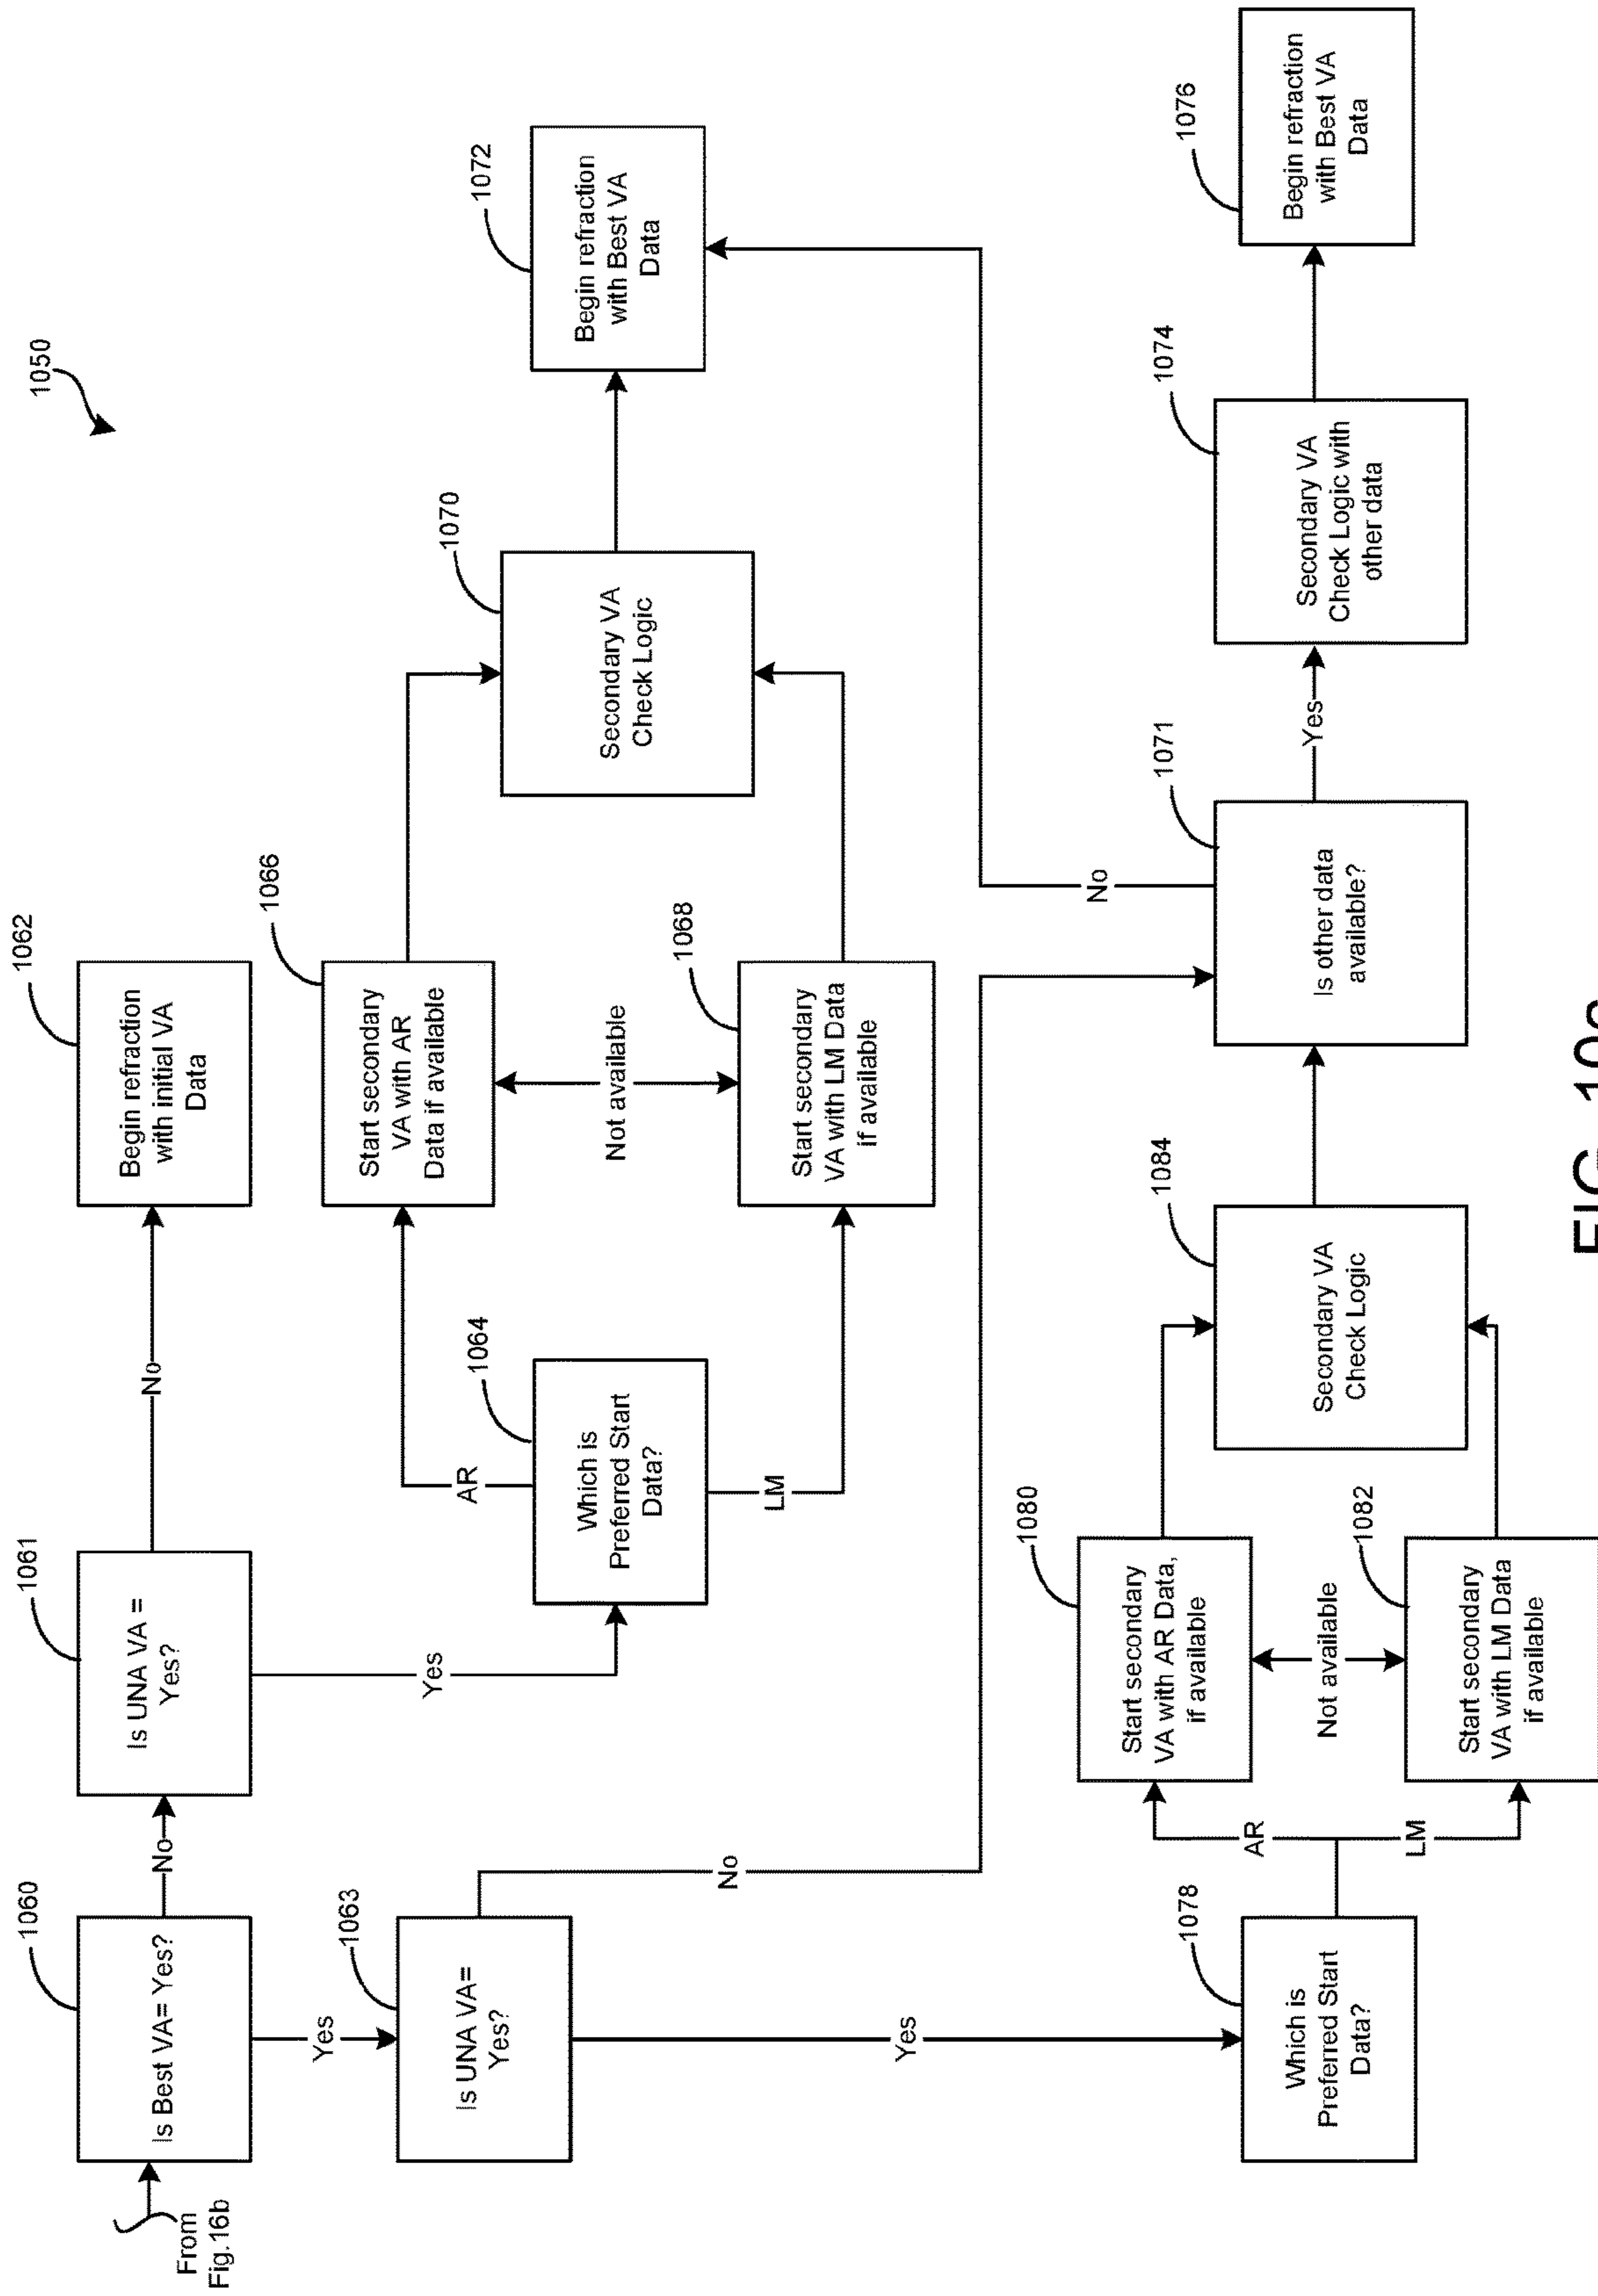 1050
From
Fig.16b
1060
Is Best VA= Yes?
No
1061
Is UNA VA =
Yes?
No
1062
Begin refraction
with initial VA
Data
Yes
1063
Is UNA VA=
Yes?
Yes
1064
Which is
Preferred Start
Data?
AR
LM
1066
Start secondary
VA with AR
Data if available
Not available
1068
Start secondary
VA with LM Data
if available
1070
Secondary VA
Check Logic
1072
Begin refraction
with Best VA
Data
No
Yes
1078
Which is
Preferred Start
Data?
AR
LM
1080
Start secondary
VA with AR Data,
if available
Not available
1082
Start secondary
VA with LM Data
if available
1084
Secondary VA
Check Logic
1071
Is other data
available?
No
Yes
1074
Secondary VA
Check Logic with
other data
1076
Begin refraction
with Best VA
Data